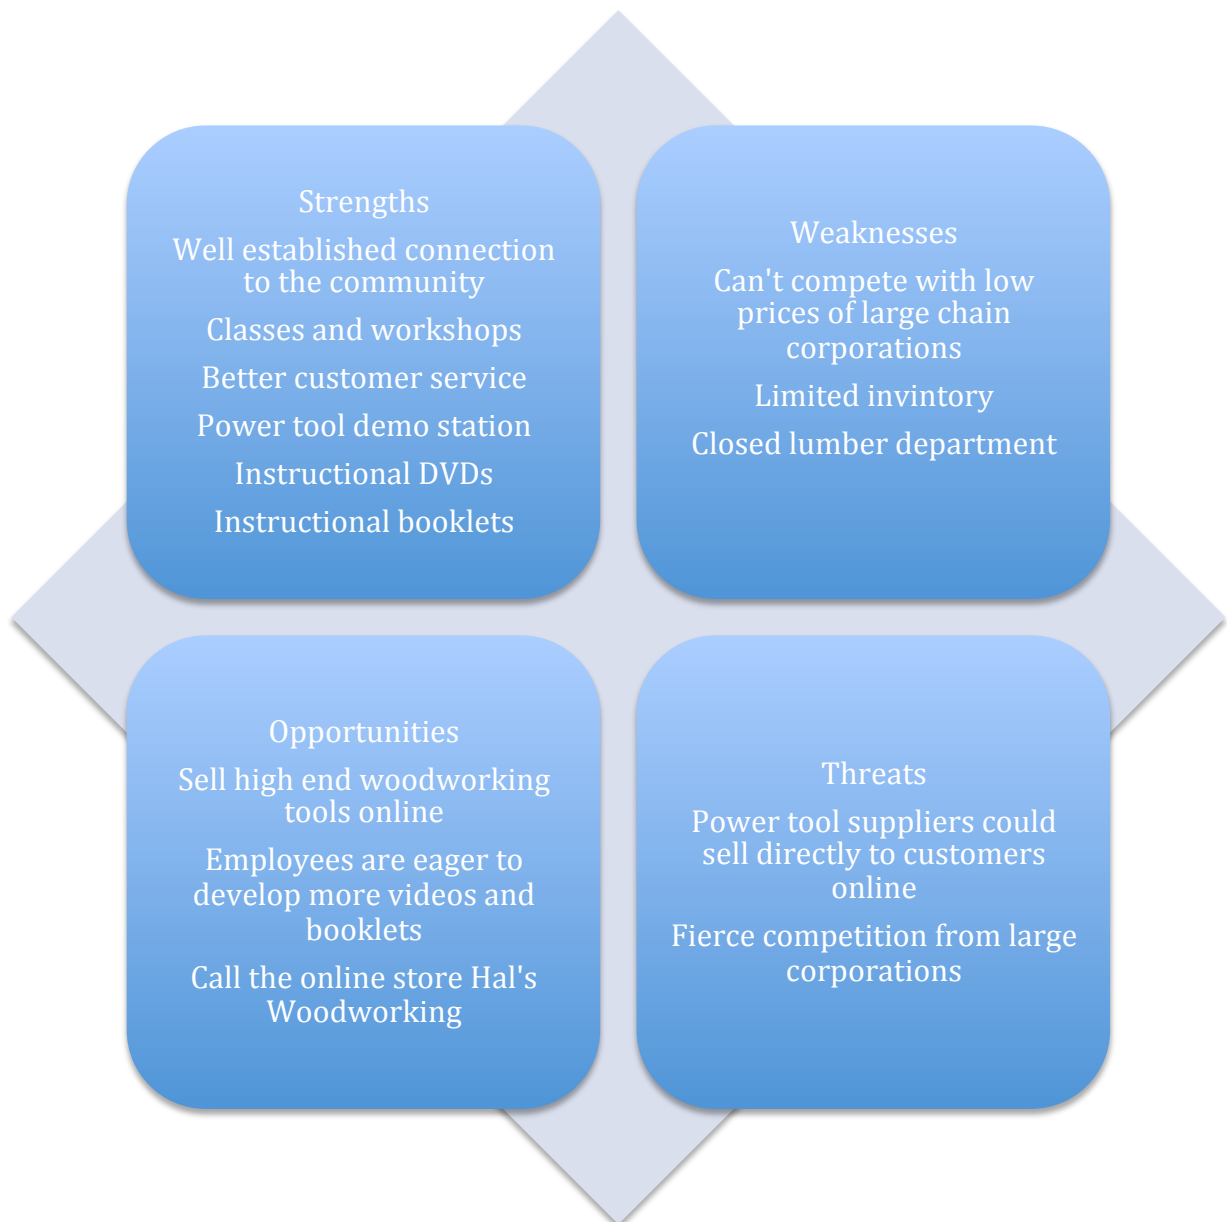 Strengths
Well established connection
to the community
Classes and workshops
Better customer service
Power tool demo station
Instructional DVDs
Instructional booklets
Weaknesses
Can't compete with low
prices of large chain
corporations
Limited invintory
Closed lumber department
Opportunities
Sell high end woodworking
tools online
Employees are eager to
develop more videos and
booklets
Call the online store Hal's
Woodworking
Threats
Power tool suppliers could
sell directly to customers
online
Fierce competition from large
corporations